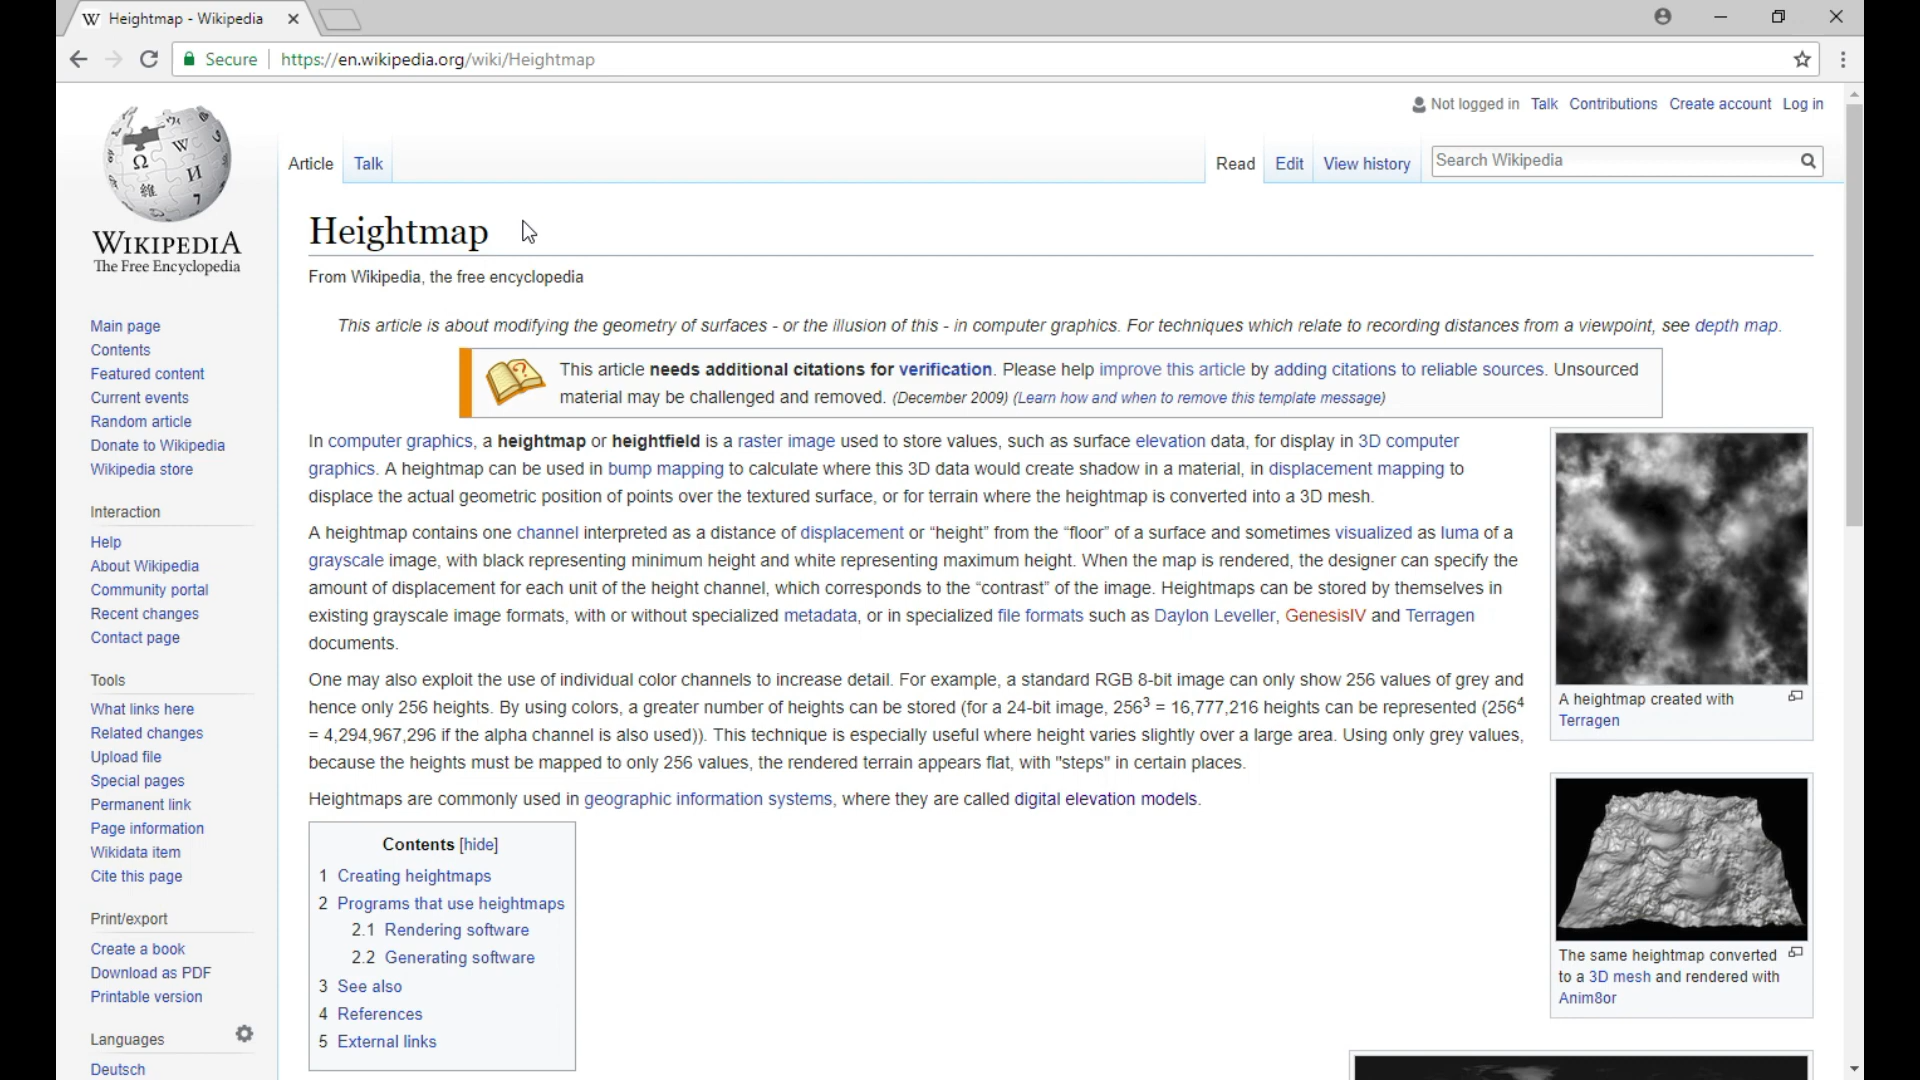 Heightmap - Wikipedia
Secure https://en.wikipedia.org/wiki/Heightmap
Not logged in Talk Contributions Create account Log in
Article Talk Read Edit View history Search Wikipedia
WIKIPEDIA
The Free Encyclopedia
Main page
Contents
Featured content
Current events
Random article
Donate to Wikipedia
Wikipedia store
Interaction
Help
About Wikipedia
Community portal
Recent changes
Contact page
Tools
What links here
Related changes
Upload file
Special pages
Permanent link
Page information
Wikidata item
Cite this page
Print/export
Create a book
Download as PDF
Printable version
Languages
Deutsch
Heightmap
From Wikipedia, the free encyclopedia
This article is about modifying the geometry of surfaces - or the illusion of this - in computer graphics. For techniques which relate to recording distances from a viewpoint, see depth map.
This article needs additional citations for verification. Please help improve this article by adding citations to reliable sources. Unsourced
material may be challenged and removed. (December 2009) (Learn how and when to remove this template message)
In computer graphics, a heightmap or heightfield is a raster image used to store values, such as surface elevation data, for display in 3D computer
graphics. A heightmap can be used in bump mapping to calculate where this 3D data would create shadow in a material, in displacement mapping to
displace the actual geometric position of points over the textured surface, or for terrain where the heightmap is converted into a 3D mesh.
A heightmap contains one channel interpreted as a distance of displacement or “height” from the “floor” of a surface and sometimes visualized as luma of a
grayscale image, with black representing minimum height and white representing maximum height. When the map is rendered, the designer can specify the
amount of displacement for each unit of the height channel, which corresponds to the “contrast” of the image. Heightmaps can be stored by themselves in
existing grayscale image formats, with or without specialized metadata, or in specialized file formats such as Daylon Leveller, GenesisIV and Terragen
documents.
One may also exploit the use of individual color channels to increase detail. For example, a standard RGB 8-bit image can only show 256 values of grey and
hence only 256 heights. By using colors, a greater number of heights can be stored (for a 24-bit image, 256³ = 16,777,216 heights can be represented (256⁴
= 4,294,967,296 if the alpha channel is also used)). This technique is especially useful where height varies slightly over a large area. Using only grey values,
because the heights must be mapped to only 256 values, the rendered terrain appears flat, with "steps" in certain places.
Heightmaps are commonly used in geographic information systems, where they are called digital elevation models.
Contents [hide]
1 Creating heightmaps
2 Programs that use heightmaps
2.1 Rendering software
2.2 Generating software
3 See also
4 References
5 External links
A heightmap created with
Terragen
The same heightmap converted
to a 3D mesh and rendered with
Anim8or